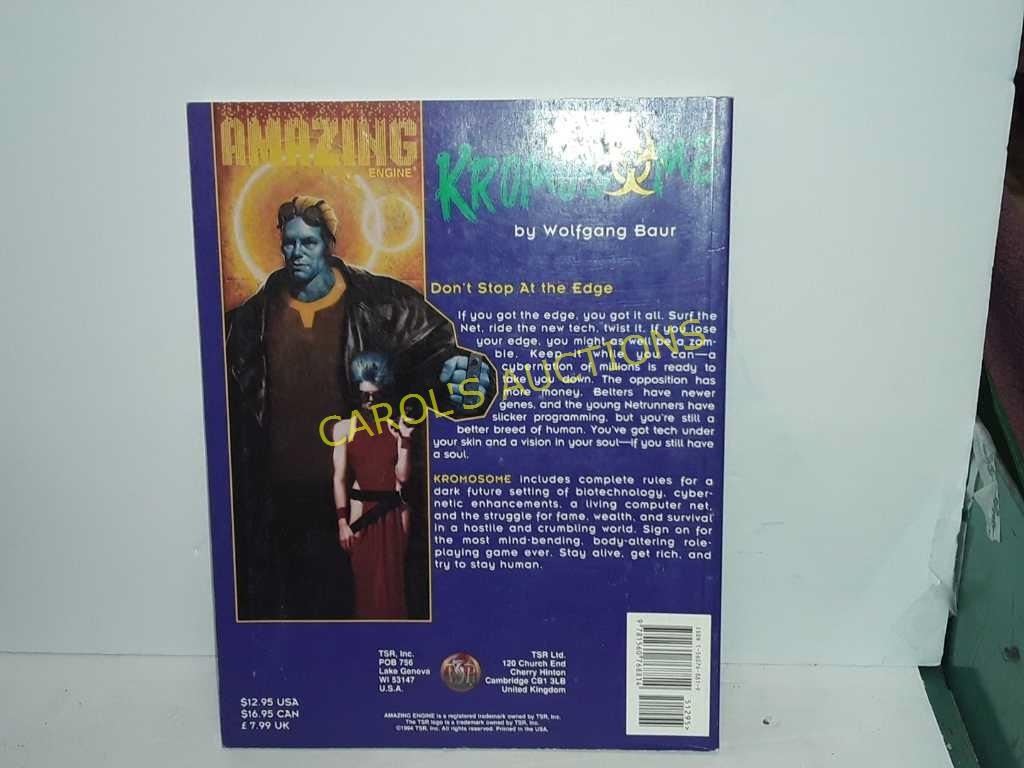 AMAZING
ENGINE®
KROMOSOME
by Wolfgang Baur
Don't Stop At the Edge
If you got the edge, you got it all. Surf the
Net, ride the new tech, twist it. If you lose
your edge, you might as well be a zom-
bie. Keep it while you can—a
cybernation of millions is ready to
take you down. The opposition has
more money. Belters have newer
genes, and the young Netrunners have
slicker programming, but you're still a
better breed of human. You've got tech under
your skin and a vision in your soul—if you still have
a soul.
KROMOSOME includes complete rules for a
dark future setting of biotechnology, cyber-
netic enhancements, a living computer net,
and the struggle for fame, wealth, and survival
in a hostile and crumbling world. Sign on for
the most mind-bending, body-altering role-
playing game ever. Stay alive, get rich, and
try to stay human.
CAROL'S AUCTIONS
TSR, Inc.
POB 756
Lake Geneva
WI 53147
U.S.A.
TSR
TSR Ltd.
120 Church End
Cherry Hinton
Cambridge CB1 3LB
United Kingdom
$12.95 USA
$16.95 CAN
£ 7.99 UK
AMAZING ENGINE is a registered trademark owned by TSR, Inc.
The TSR logo is a trademark owned by TSR, Inc.
©1994 TSR, Inc. All rights reserved. Printed in the USA.
51295>